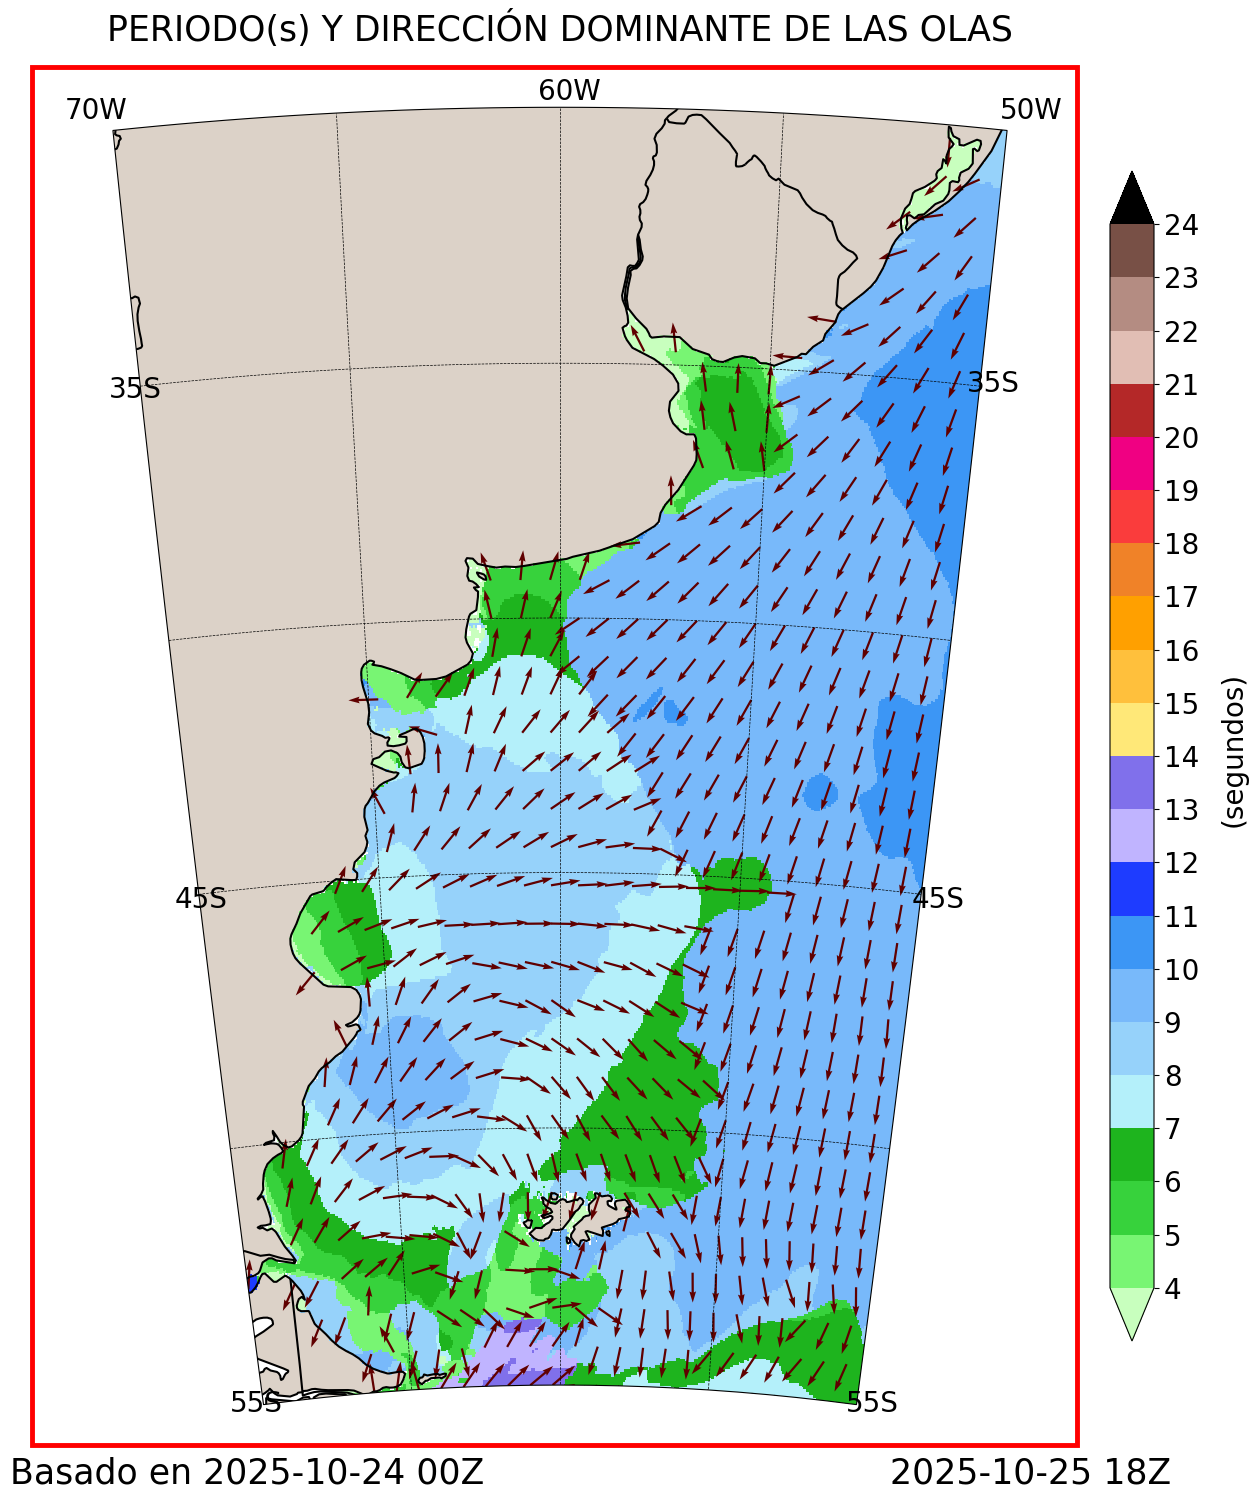 PERIODO(s) Y DIRECCIÓN DOMINANTE DE LAS OLAS
70W
60W
50W
35S
35S
45S
45S
55S
55S
24
23
22
21
20
19
18
17
16
15
14
13
12
11
10
9
8
7
6
5
4
(segundos)
Basado en 2025-10-24 00Z
2025-10-25 18Z